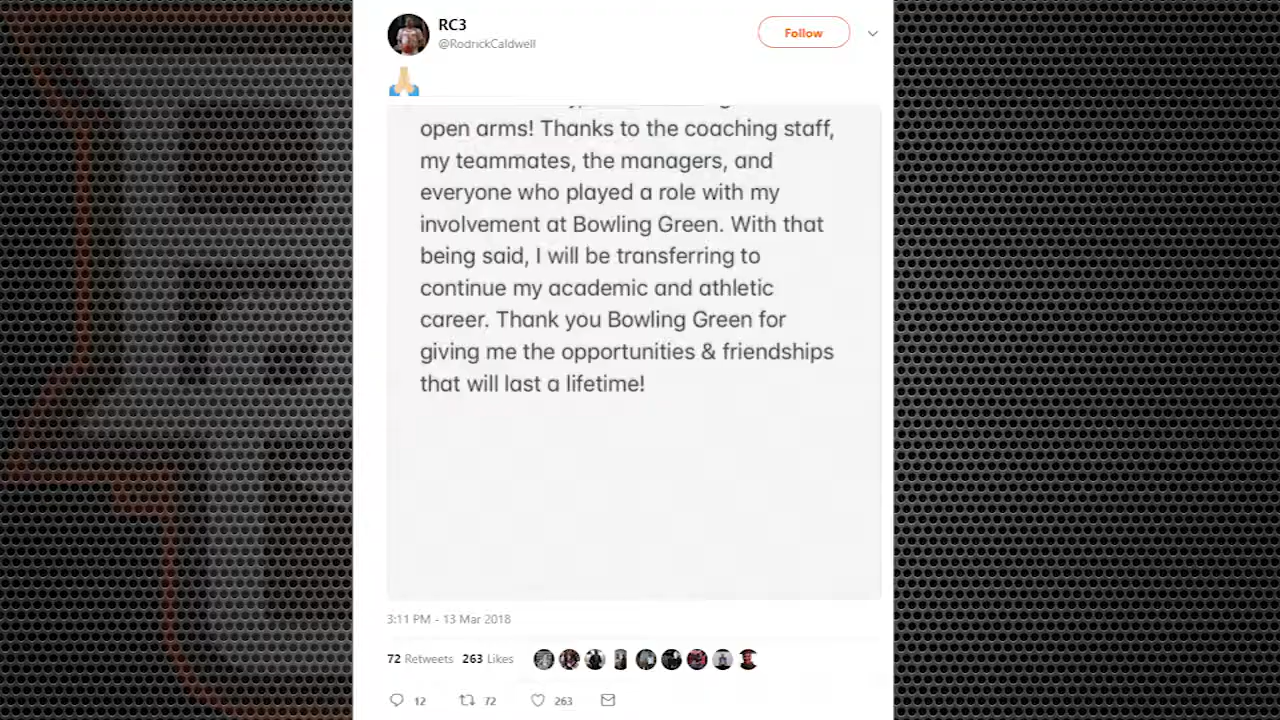 RC3
@RodrickCaldwell
Follow
open arms! Thanks to the coaching staff,
my teammates, the managers, and
everyone who played a role with my
involvement at Bowling Green. With that
being said, I will be transferring to
continue my academic and athletic
career. Thank you Bowling Green for
giving me the opportunities & friendships
that will last a lifetime!
3:11 PM - 13 Mar 2018
72 Retweets 263 Likes
12 72 263